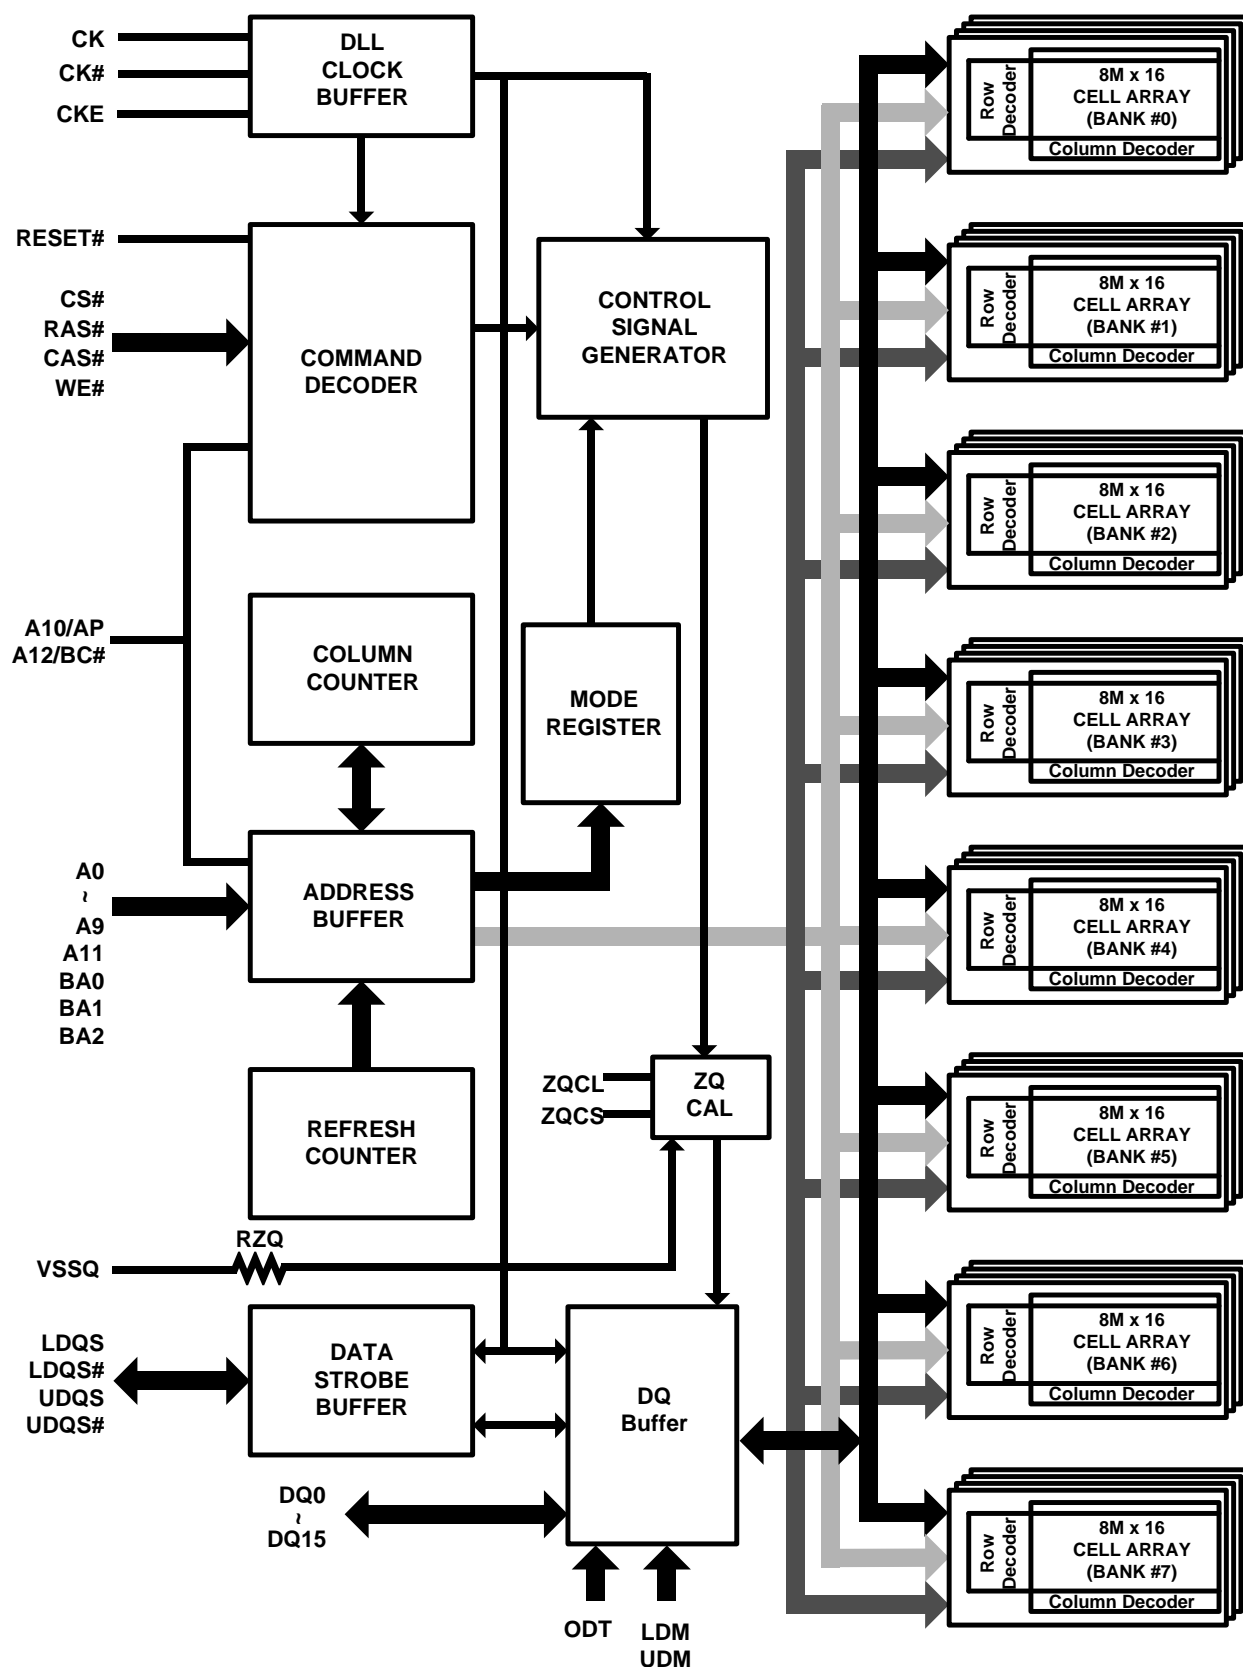 CK
CK#
CKE
DLL
CLOCK
BUFFER
RESET#
CS#
RAS#
CAS#
WE#
COMMAND
DECODER
CONTROL
SIGNAL
GENERATOR
A10/AP
A12/BC#
COLUMN
COUNTER
MODE
REGISTER
A0
~
A9
A11
BA0
BA1
BA2
ADDRESS
BUFFER
REFRESH
COUNTER
ZQCL
ZQCS
ZQ
CAL
RZQ
VSSQ
LDQS
LDQS#
UDQS
UDQS#
DATA
STROBE
BUFFER
DQ
Buffer
DQ0
~
DQ15
ODT
LDM
UDM
Row
Decoder
8M x 16
CELL ARRAY
(BANK #0)
Column Decoder
Row
Decoder
8M x 16
CELL ARRAY
(BANK #1)
Column Decoder
Row
Decoder
8M x 16
CELL ARRAY
(BANK #2)
Column Decoder
Row
Decoder
8M x 16
CELL ARRAY
(BANK #3)
Column Decoder
Row
Decoder
8M x 16
CELL ARRAY
(BANK #4)
Column Decoder
Row
Decoder
8M x 16
CELL ARRAY
(BANK #5)
Column Decoder
Row
Decoder
8M x 16
CELL ARRAY
(BANK #6)
Column Decoder
Row
Decoder
8M x 16
CELL ARRAY
(BANK #7)
Column Decoder